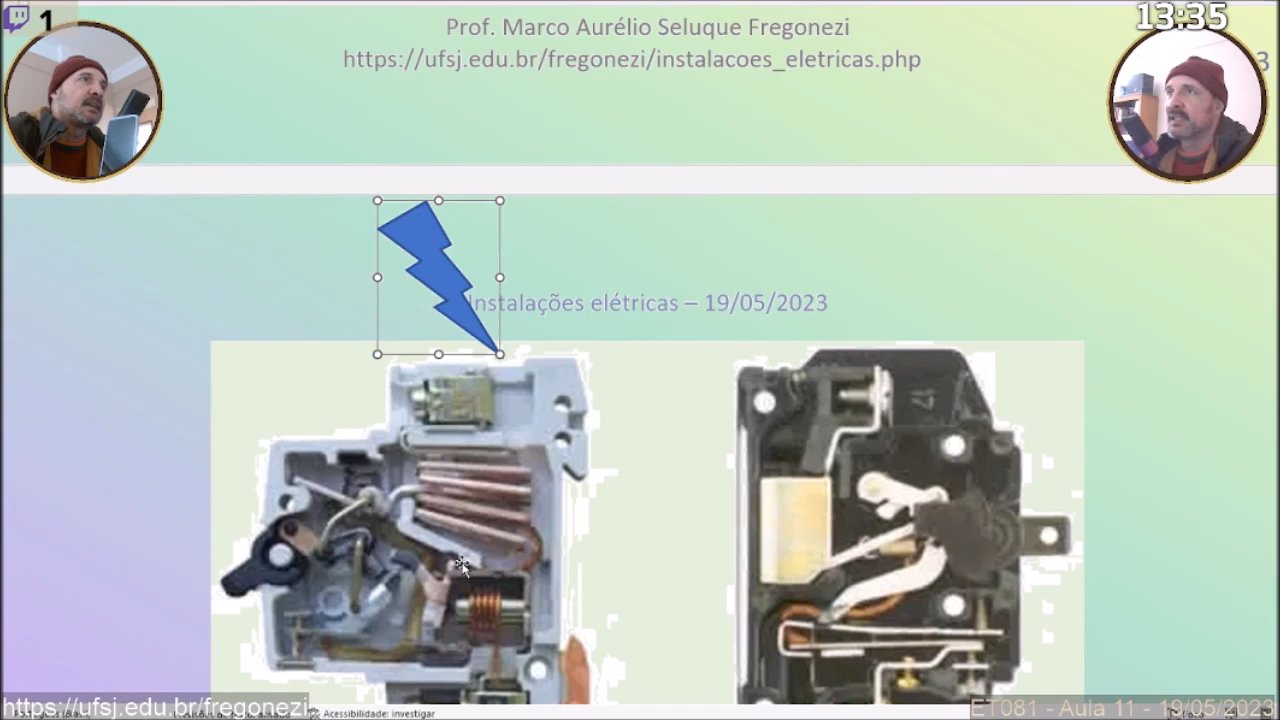 1
13:35
Prof. Marco Aurélio Seluque Fregonezi
https://ufsj.edu.br/fregonezi/instalacoes_eletricas.php
3
Instalações elétricas – 19/05/2023
https://ufsj.edu.br/fregonezi
Acessibilidade: investigar
ET081 - Aula 11 - 19/05/2023